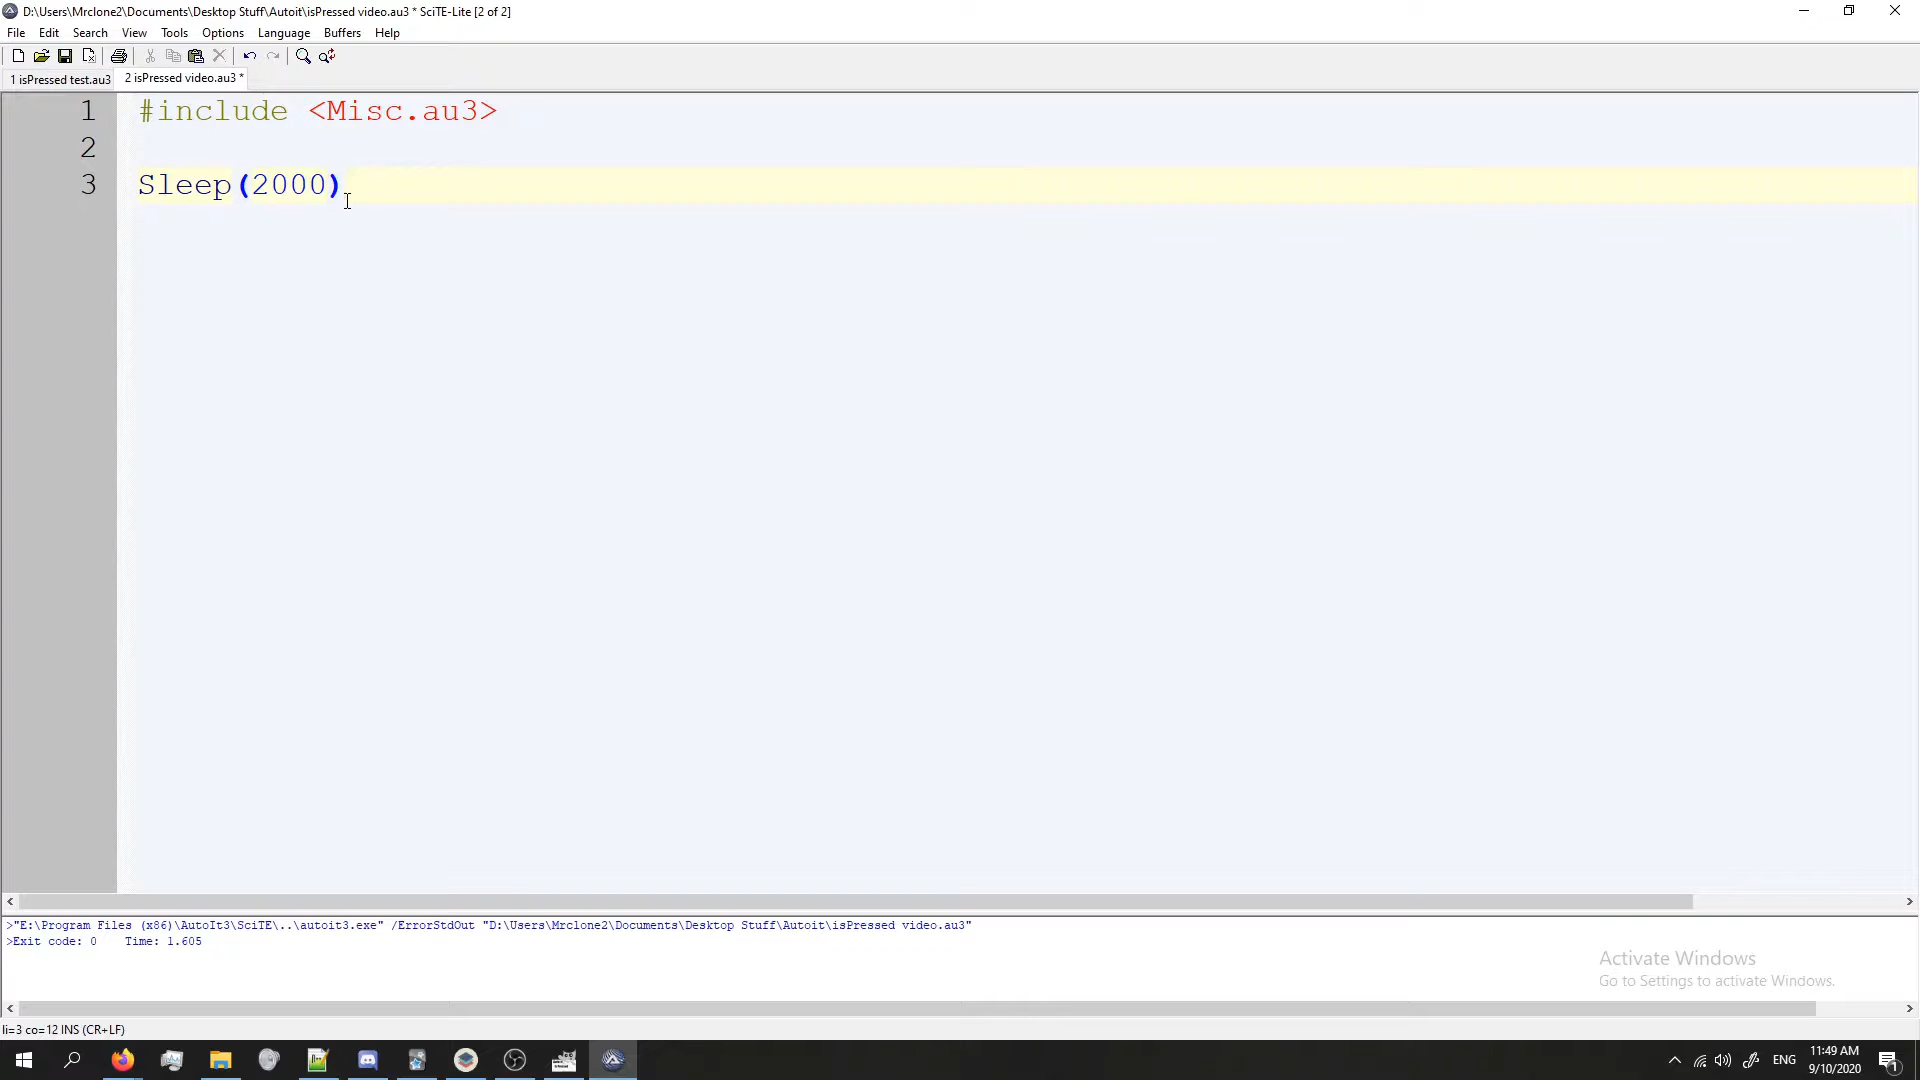 D:\Users\Mrclone2\Documents\Desktop Stuff\Autoit\isPressed video.au3 * SciTE-Lite [2 of 2]
File Edit Search View Tools Options Language Buffers Help
1 isPressed test.au3 2 isPressed video.au3 *
1 #include <Misc.au3>
2
3 Sleep(2000)
>"E:\Program Files (x86)\AutoIt3\SciTE\..\autoit3.exe" /ErrorStdOut "D:\Users\Mrclone2\Documents\Desktop Stuff\Autoit\isPressed video.au3"
>Exit code: 0    Time: 1.605
Activate Windows
Go to Settings to activate Windows.
li=3 co=12 INS (CR+LF)
ENG
11:49 AM
9/10/2020
1